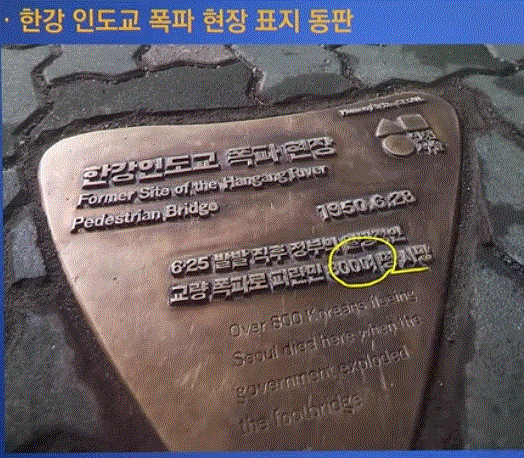 · 한강 인도교 폭파 현장 표지 동판
한강인도교 폭파 현장
Former Site of the Hangang River
Pedestrian Bridge
1950.6.28
6·25 발발 직후 정부의
교량 폭파로 피란민 800여 명 사망
Over 800 Koreans fleeing
Seoul died here when the
government exploded
the footbridge